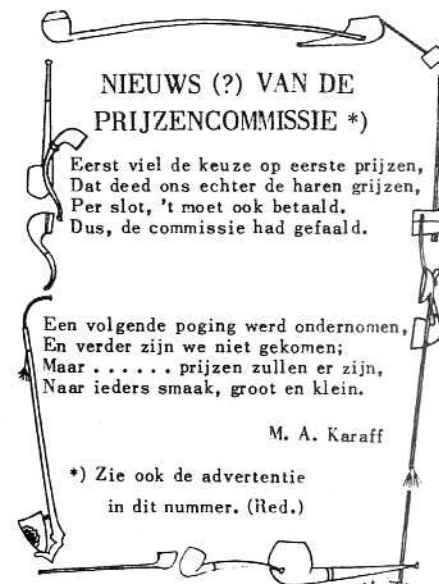 NIEUWS (?) VAN DE
PRIJZENCOMMISSIE *)
Eerst viel de keuze op eerste prijzen,
Dat deed ons echter de haren grijzen,
Per slot, 't moet ook betaald.
Dus, de commissie had gefaald.
Een volgende poging werd ondernomen,
En verder zijn we niet gekomen;
Maar ...... prijzen zullen er zijn,
Naar ieders smaak, groot en klein.
M. A. Karaff
*) Zie ook de advertentie
in dit nummer. (Red.)